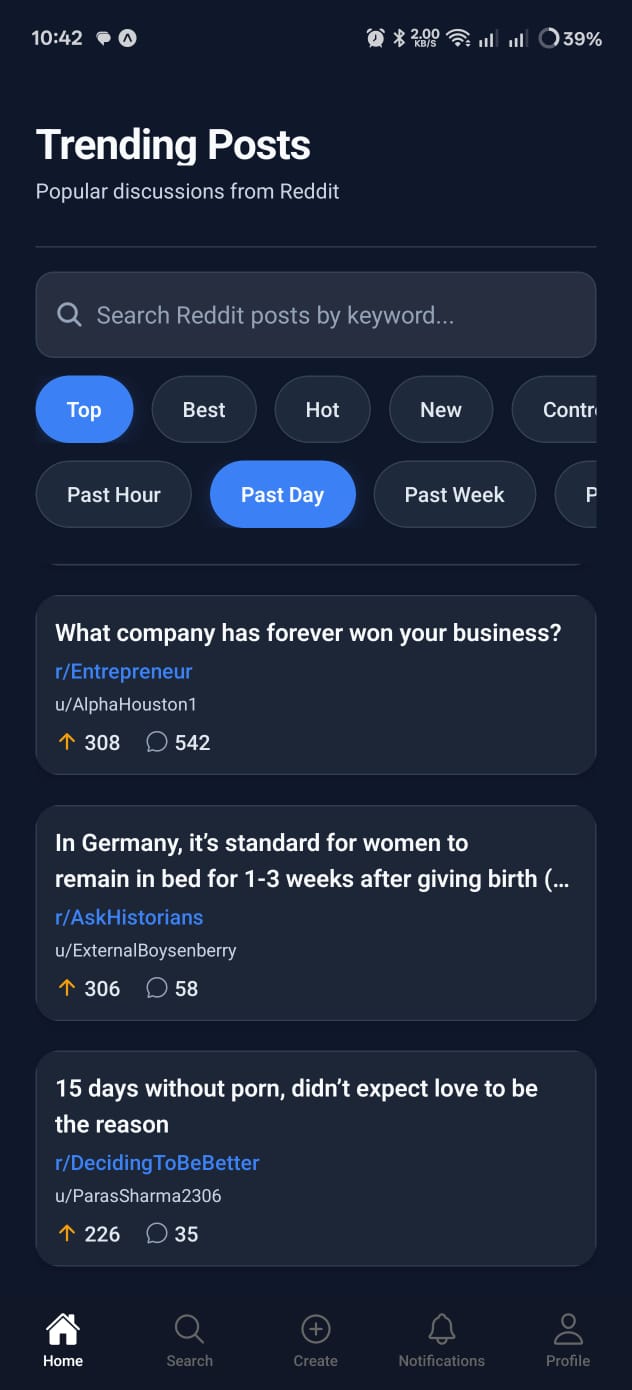 10:42
2.00
KB/S
39%
Trending Posts
Popular discussions from Reddit
Search Reddit posts by keyword...
Top
Best
Hot
New
Contr
Past Hour
Past Day
Past Week
P
What company has forever won your business?
r/Entrepreneur
u/AlphaHouston1
308
542
In Germany, it’s standard for women to
remain in bed for 1-3 weeks after giving birth (…
r/AskHistorians
u/ExternalBoysenberry
306
58
15 days without porn, didn’t expect love to be
the reason
r/DecidingToBeBetter
u/ParasSharma2306
226
35
Home
Search
Create
Notifications
Profile